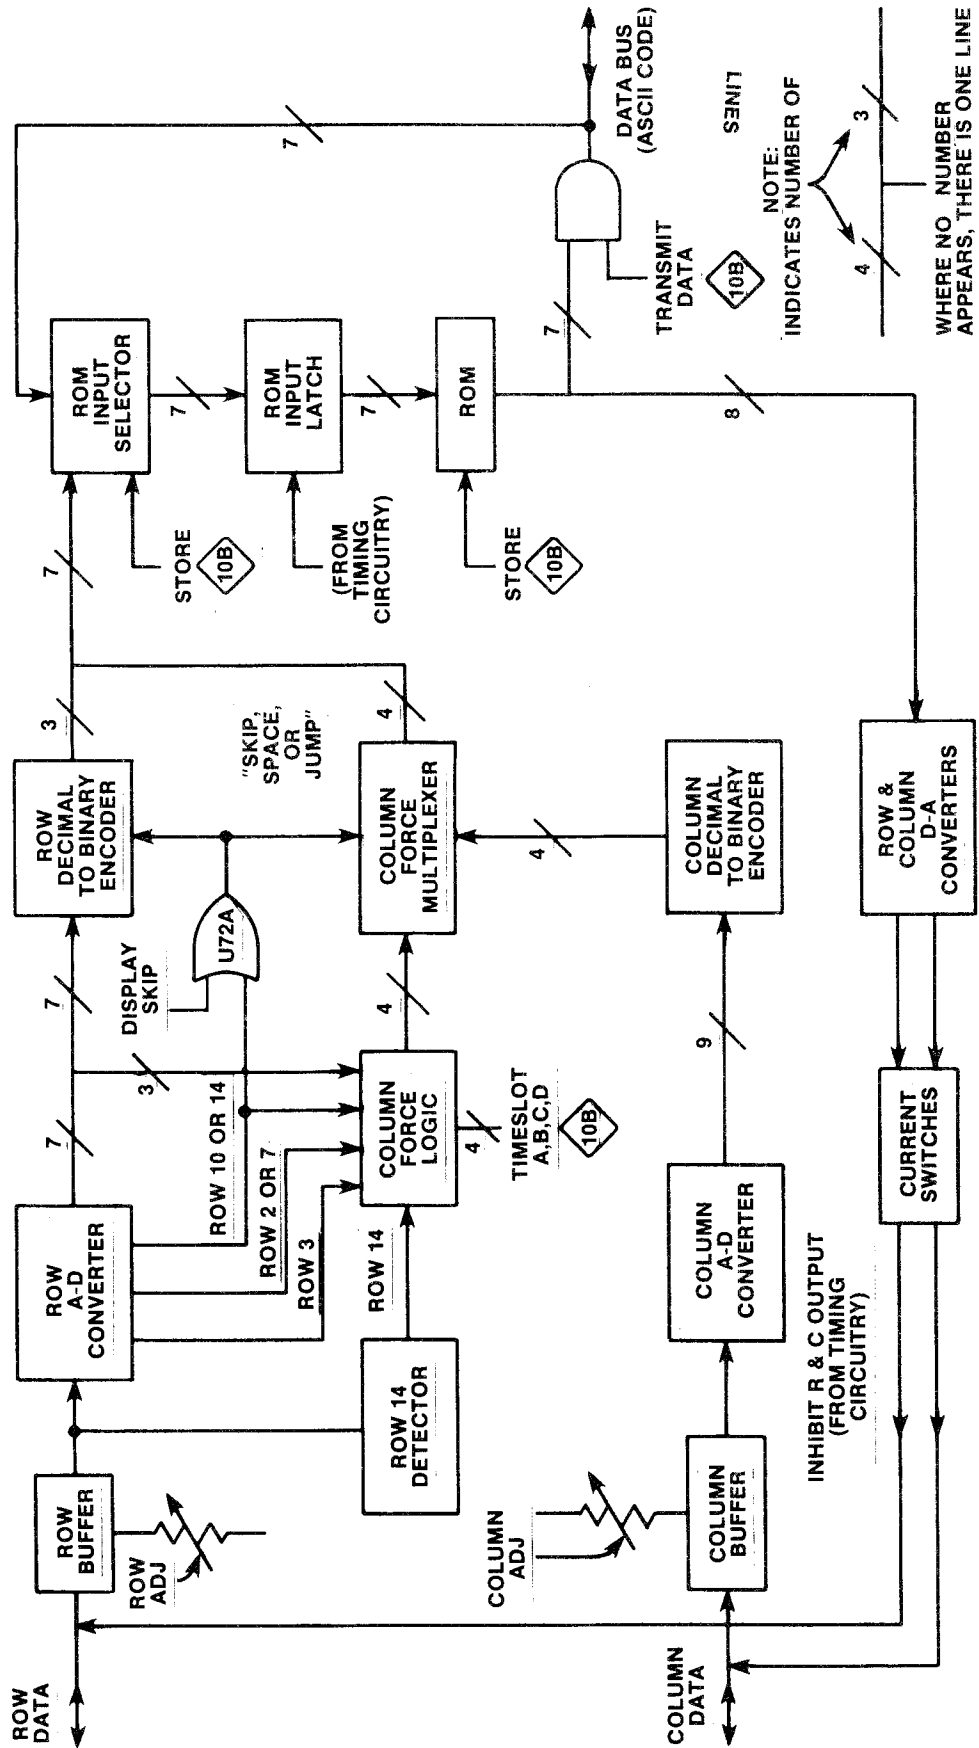 ROW
DATA
ROW
BUFFER
ROW
ADJ
ROW
A-D
CONVERTER
7
7
ROW
DECIMAL
TO BINARY
ENCODER
3
7
ROM
INPUT
SELECTOR
7
STORE
10B
7
ROM
INPUT
LATCH
(FROM
TIMING
CIRCUITRY)
7
ROM
STORE
10B
DISPLAY
SKIP
U72A
"SKIP,
SPACE,
OR
JUMP"
3
ROW 10 OR 14
ROW 2 OR 7
ROW 3
ROW 14
ROW 14
DETECTOR
COLUMN
FORCE
LOGIC
4
TIMESLOT
A,B,C,D
10B
4
COLUMN
FORCE
MULTIPLEXER
4
4
COLUMN
ADJ
COLUMN
DATA
COLUMN
BUFFER
COLUMN
A-D
CONVERTER
9
COLUMN
DECIMAL
TO BINARY
ENCODER
7
TRANSMIT
DATA
10B
DATA BUS
(ASCII CODE)
8
INHIBIT R & C OUTPUT
(FROM TIMING
CIRCUITRY)
CURRENT
SWITCHES
ROW &
COLUMN
D-A
CONVERTERS
LINES
NOTE:
INDICATES NUMBER OF
4
3
WHERE NO NUMBER
APPEARS, THERE IS ONE LINE